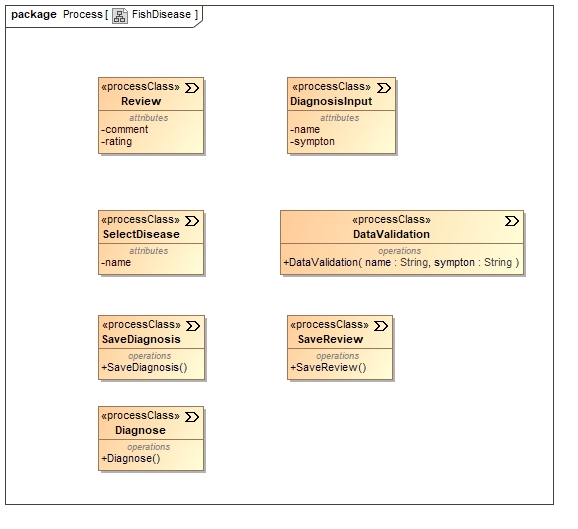 package Process [ FishDisease ]
«processClass»
Review
attributes
-comment
-rating
«processClass»
DiagnosisInput
attributes
-name
-sympton
«processClass»
SelectDisease
attributes
-name
«processClass»
DataValidation
operations
+DataValidation( name : String, sympton : String )
«processClass»
SaveDiagnosis
operations
+SaveDiagnosis()
«processClass»
SaveReview
operations
+SaveReview()
«processClass»
Diagnose
operations
+Diagnose()